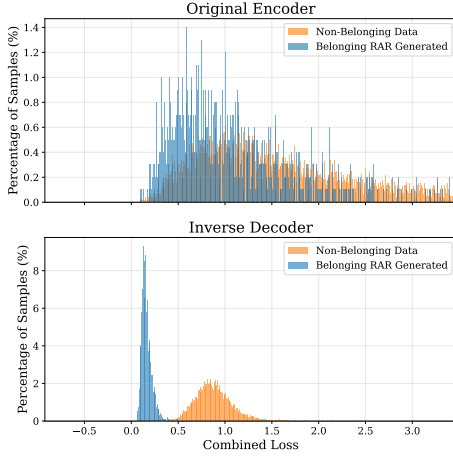 Original Encoder
Percentage of Samples (%)
1.4
1.2
1.0
0.8
0.6
0.4
0.2
0.0
Non-Belonging Data
Belonging RAR Generated
Inverse Decoder
Percentage of Samples (%)
8
6
4
2
0
Non-Belonging Data
Belonging RAR Generated
−0.5 0.0 0.5 1.0 1.5 2.0 2.5 3.0
Combined Loss